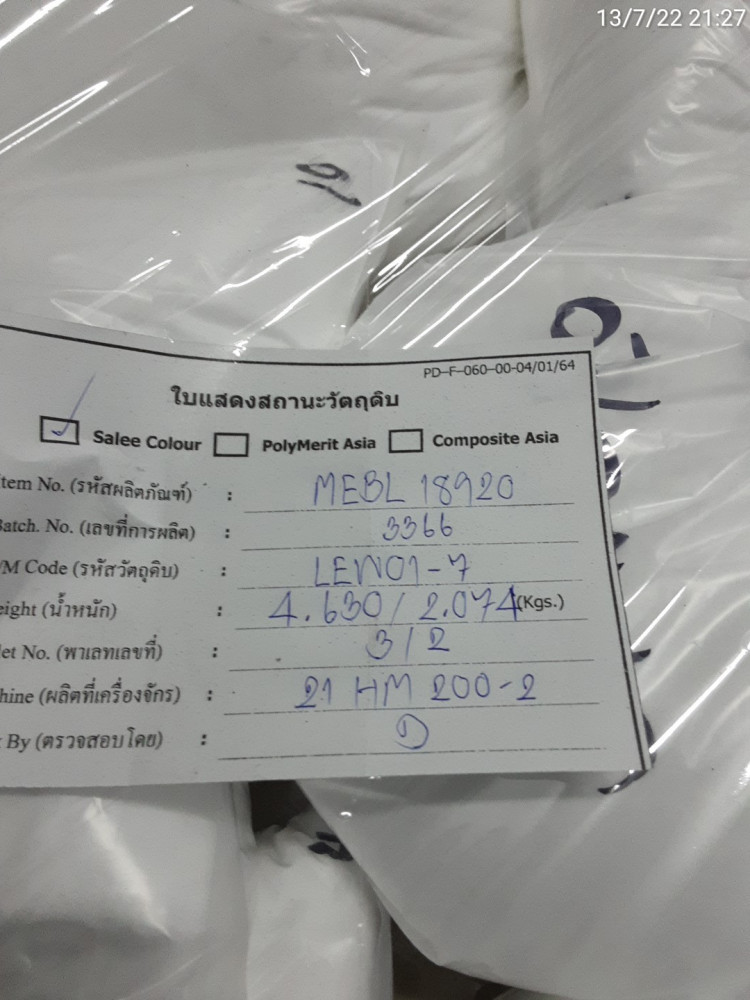 13/7/22 21:27
PD-F-060-00-04/01/64
ใบแสดงสถานะวัตถุดิบ
Salee Colour PolyMerit Asia Composite Asia
tem No. (รหัสผลิตภัณฑ์) : MEBL 18920
Batch. No. (เลขที่การผลิต) : 3366
/M Code (รหัสวัตถุดิบ) : LEW01-7
eight (น้ำหนัก) : 4.630/2.074 (Kgs.)
et No. (พาเลทเลขที่) : 3/2
hine (ผลิตที่เครื่องจักร) : 21 HM 200-2
By (ตรวจสอบโดย) :